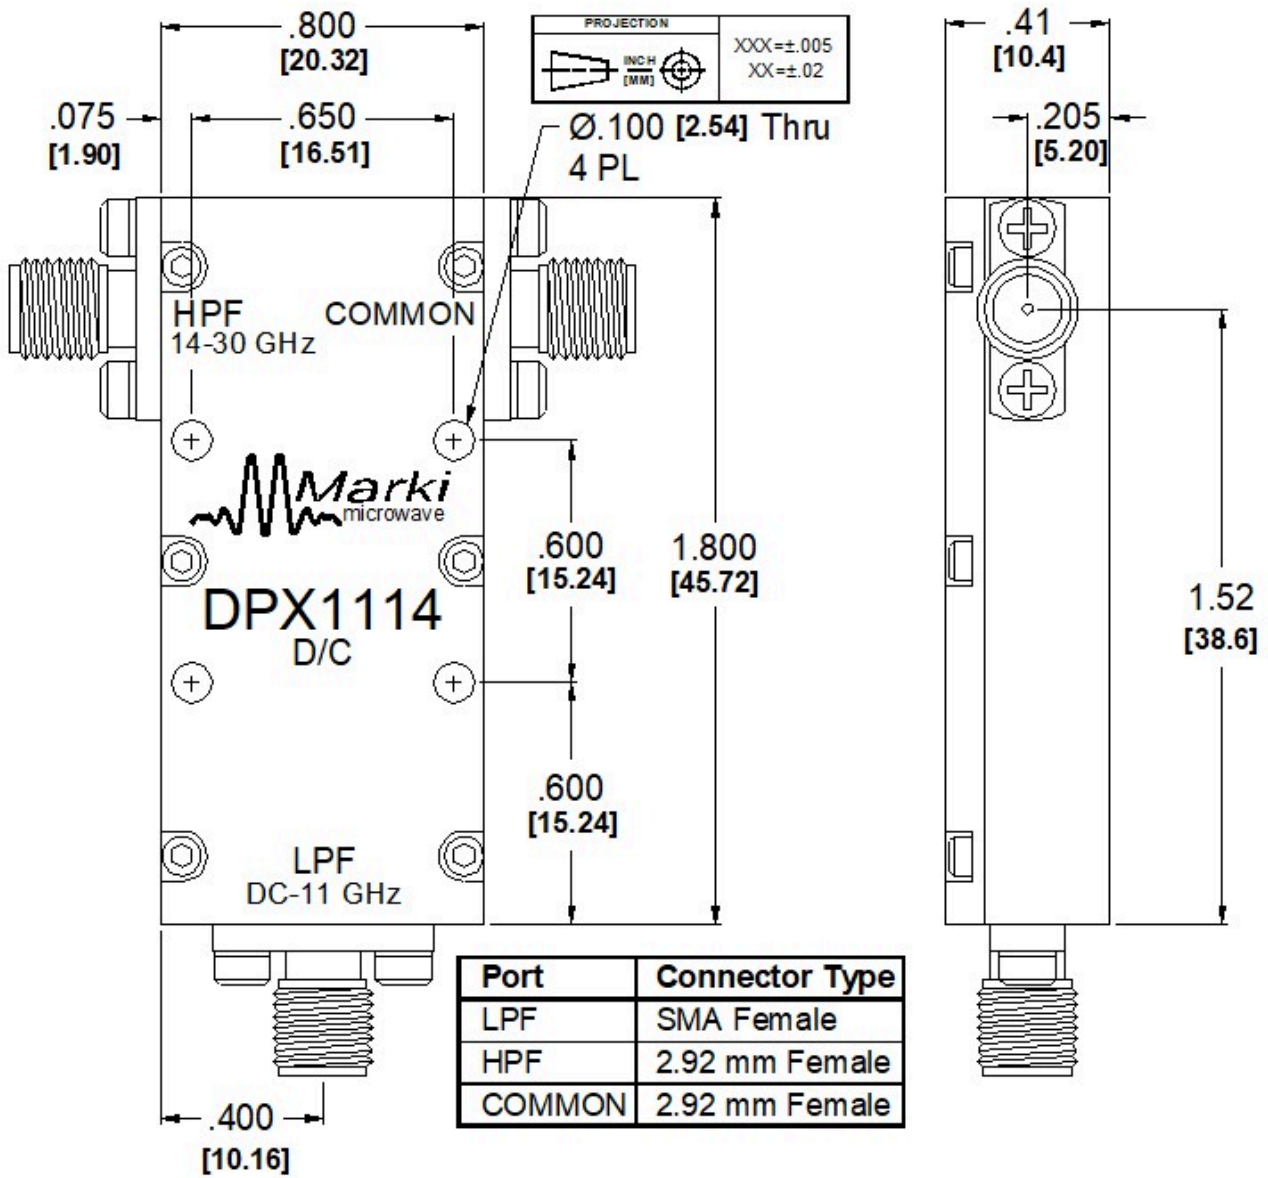 .800
[20.32]
PROJECTION
INCH
[MM]
XXX=±.005
XX=±.02
.41
[10.4]
.075
[1.90]
.650
[16.51]
Ø.100 [2.54] Thru
4 PL
.205
[5.20]
HPF
14-30 GHz
COMMON
Marki
microwave
.600
[15.24]
1.800
[45.72]
1.52
[38.6]
DPX1114
D/C
.600
[15.24]
LPF
DC-11 GHz
Port Connector Type
LPF SMA Female
HPF 2.92 mm Female
COMMON 2.92 mm Female
.400
[10.16]